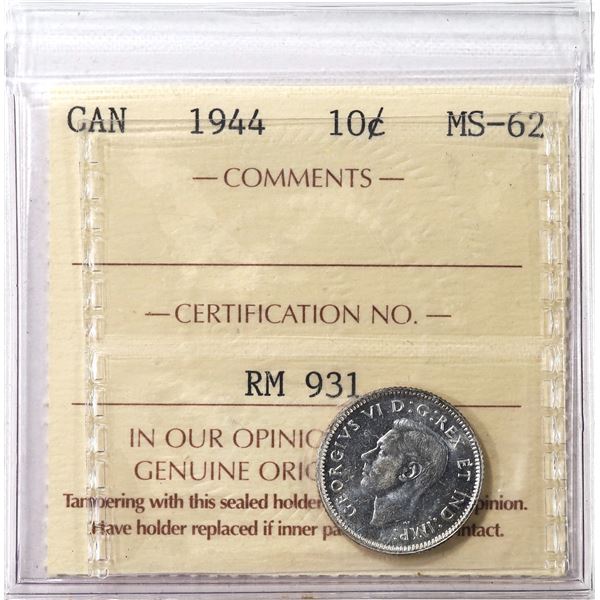 CAN 1944 10¢ MS-62
— COMMENTS —
— CERTIFICATION NO. —
RM 931
IN OUR OPINIO
GENUINE ORIG
Tampering with this sealed holder pinion.
Have holder replaced if inner pa ntact.
GEORGIVS VI D:G:REX ET IND:IMP: